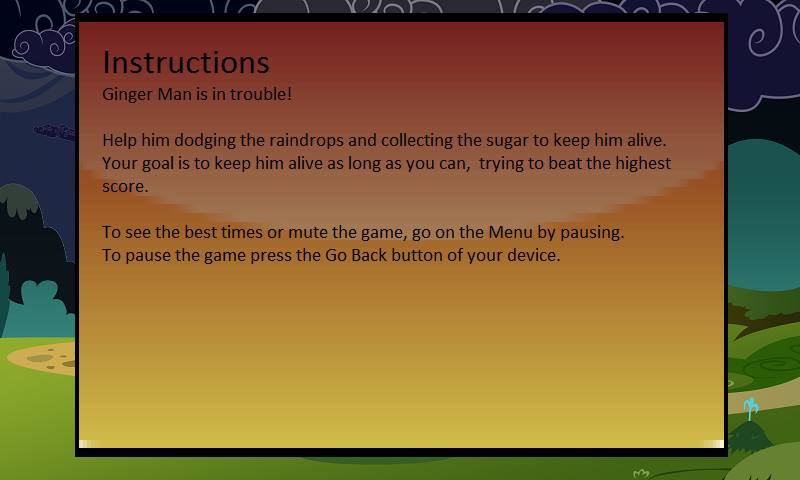 Instructions
Ginger Man is in trouble!
Help him dodging the raindrops and collecting the sugar to keep him alive.
Your goal is to keep him alive as long as you can, trying to beat the highest
score.
To see the best times or mute the game, go on the Menu by pausing.
To pause the game press the Go Back button of your device.